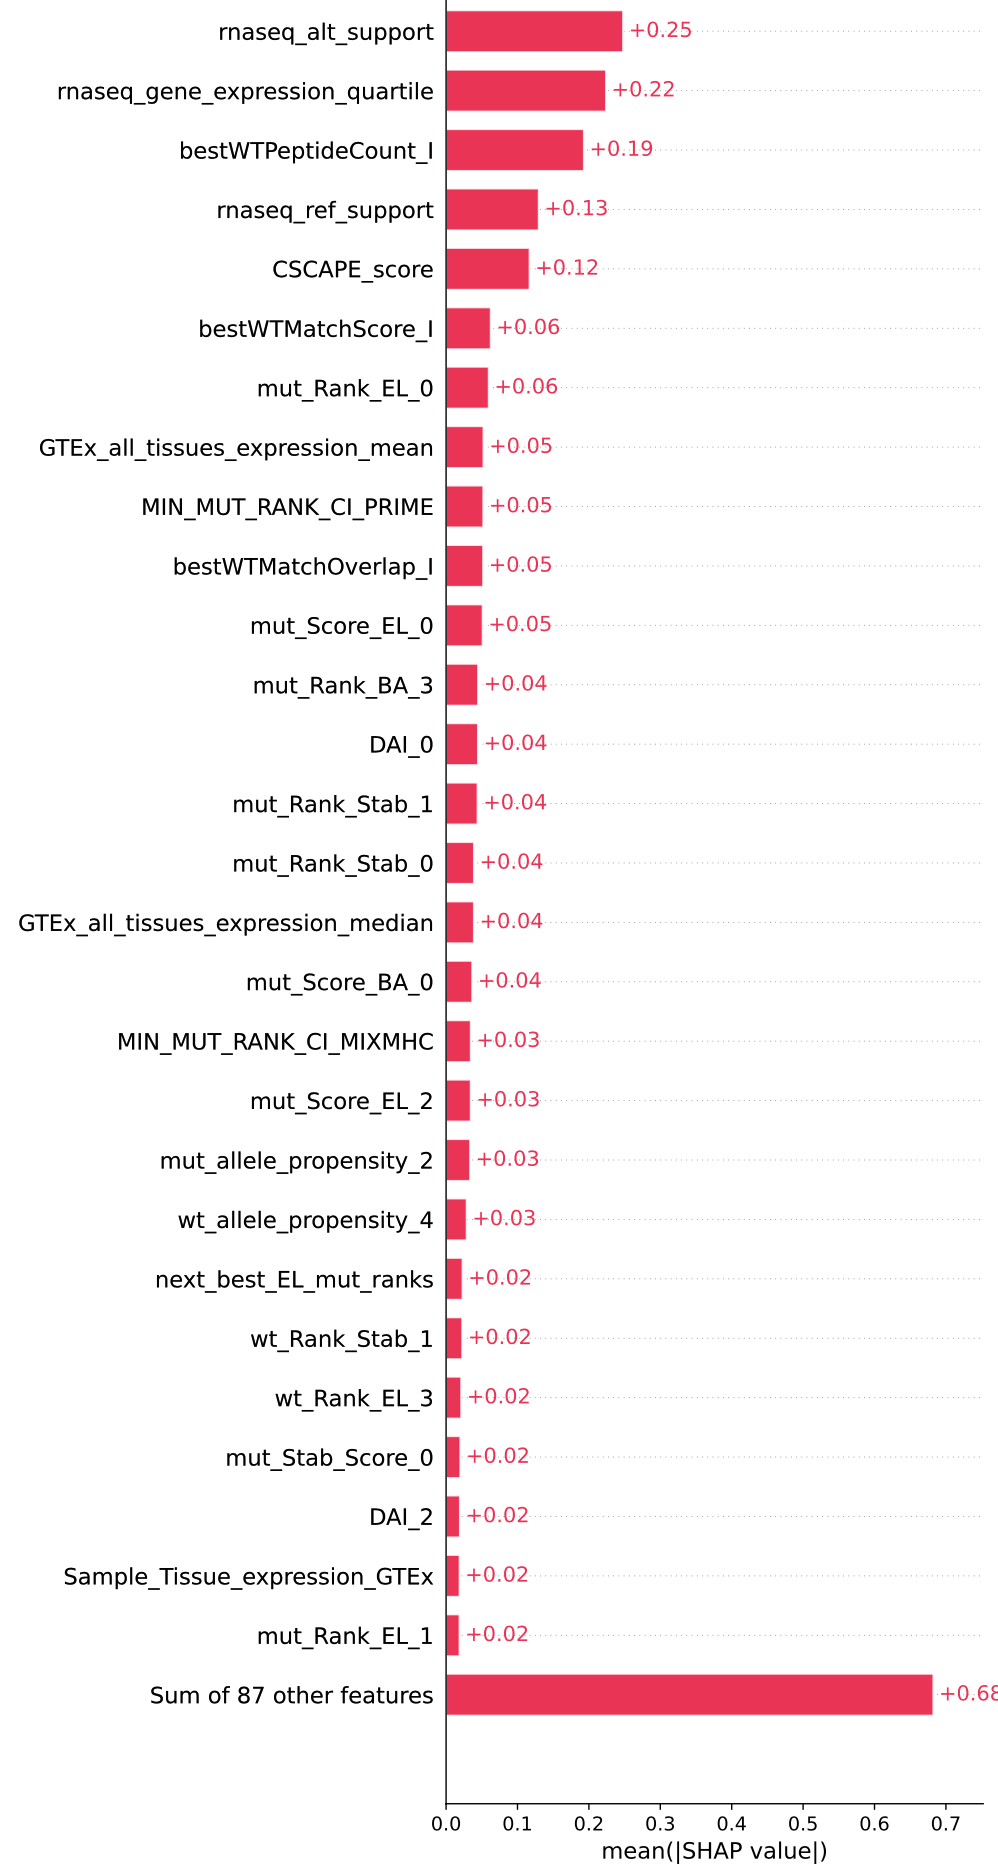 rnaseq_alt_support +0.25
rnaseq_gene_expression_quartile +0.22
bestWTPeptideCount_I +0.19
rnaseq_ref_support +0.13
CSCAPE_score +0.12
bestWTMatchScore_I +0.06
mut_Rank_EL_0 +0.06
GTEx_all_tissues_expression_mean +0.05
MIN_MUT_RANK_CI_PRIME +0.05
bestWTMatchOverlap_I +0.05
mut_Score_EL_0 +0.05
mut_Rank_BA_3 +0.04
DAI_0 +0.04
mut_Rank_Stab_1 +0.04
mut_Rank_Stab_0 +0.04
GTEx_all_tissues_expression_median +0.04
mut_Score_BA_0 +0.04
MIN_MUT_RANK_CI_MIXMHC +0.03
mut_Score_EL_2 +0.03
mut_allele_propensity_2 +0.03
wt_allele_propensity_4 +0.03
next_best_EL_mut_ranks +0.02
wt_Rank_Stab_1 +0.02
wt_Rank_EL_3 +0.02
mut_Stab_Score_0 +0.02
DAI_2 +0.02
Sample_Tissue_expression_GTEx +0.02
mut_Rank_EL_1 +0.02
Sum of 87 other features +0.68
0.0 0.1 0.2 0.3 0.4 0.5 0.6 0.7
mean(|SHAP value|)